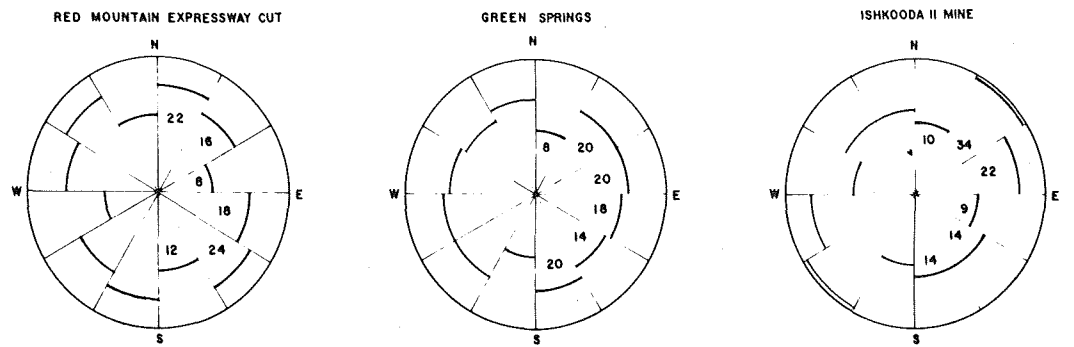 RED MOUNTAIN EXPRESSWAY CUT
N
22
16
8
W
E
18
12
24
S
GREEN SPRINGS
N
8
20
20
W
E
18
14
20
S
ISHKOODA II MINE
N
10
34
22
W
E
9
14
14
S